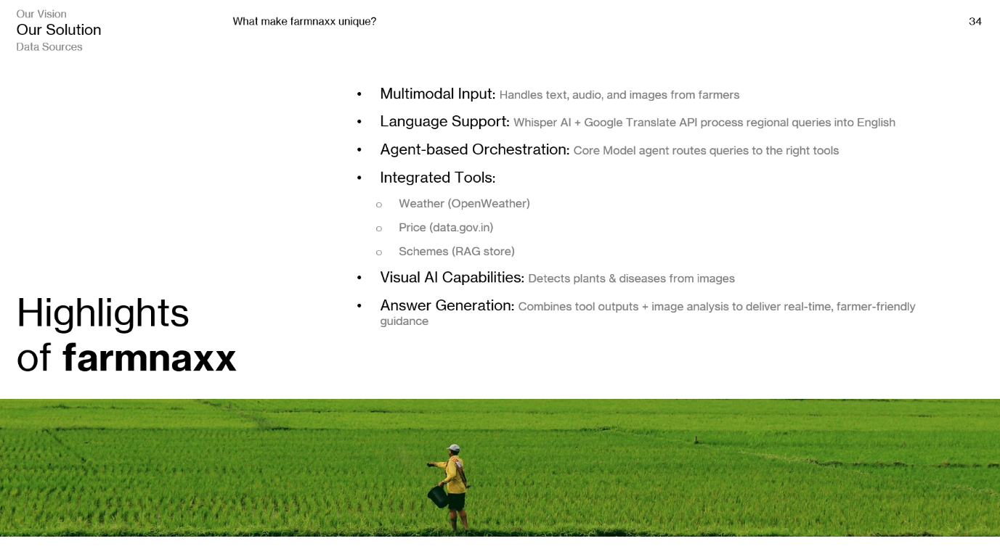 Our Vision
Our Solution
Data Sources
What make farmnaxx unique?
34
• Multimodal Input: Handles text, audio, and images from farmers
• Language Support: Whisper AI + Google Translate API process regional queries into English
• Agent-based Orchestration: Core Model agent routes queries to the right tools
• Integrated Tools:
o Weather (OpenWeather)
o Price (data.gov.in)
o Schemes (RAG store)
• Visual AI Capabilities: Detects plants & diseases from images
• Answer Generation: Combines tool outputs + image analysis to deliver real-time, farmer-friendly
guidance
Highlights
of farmnaxx